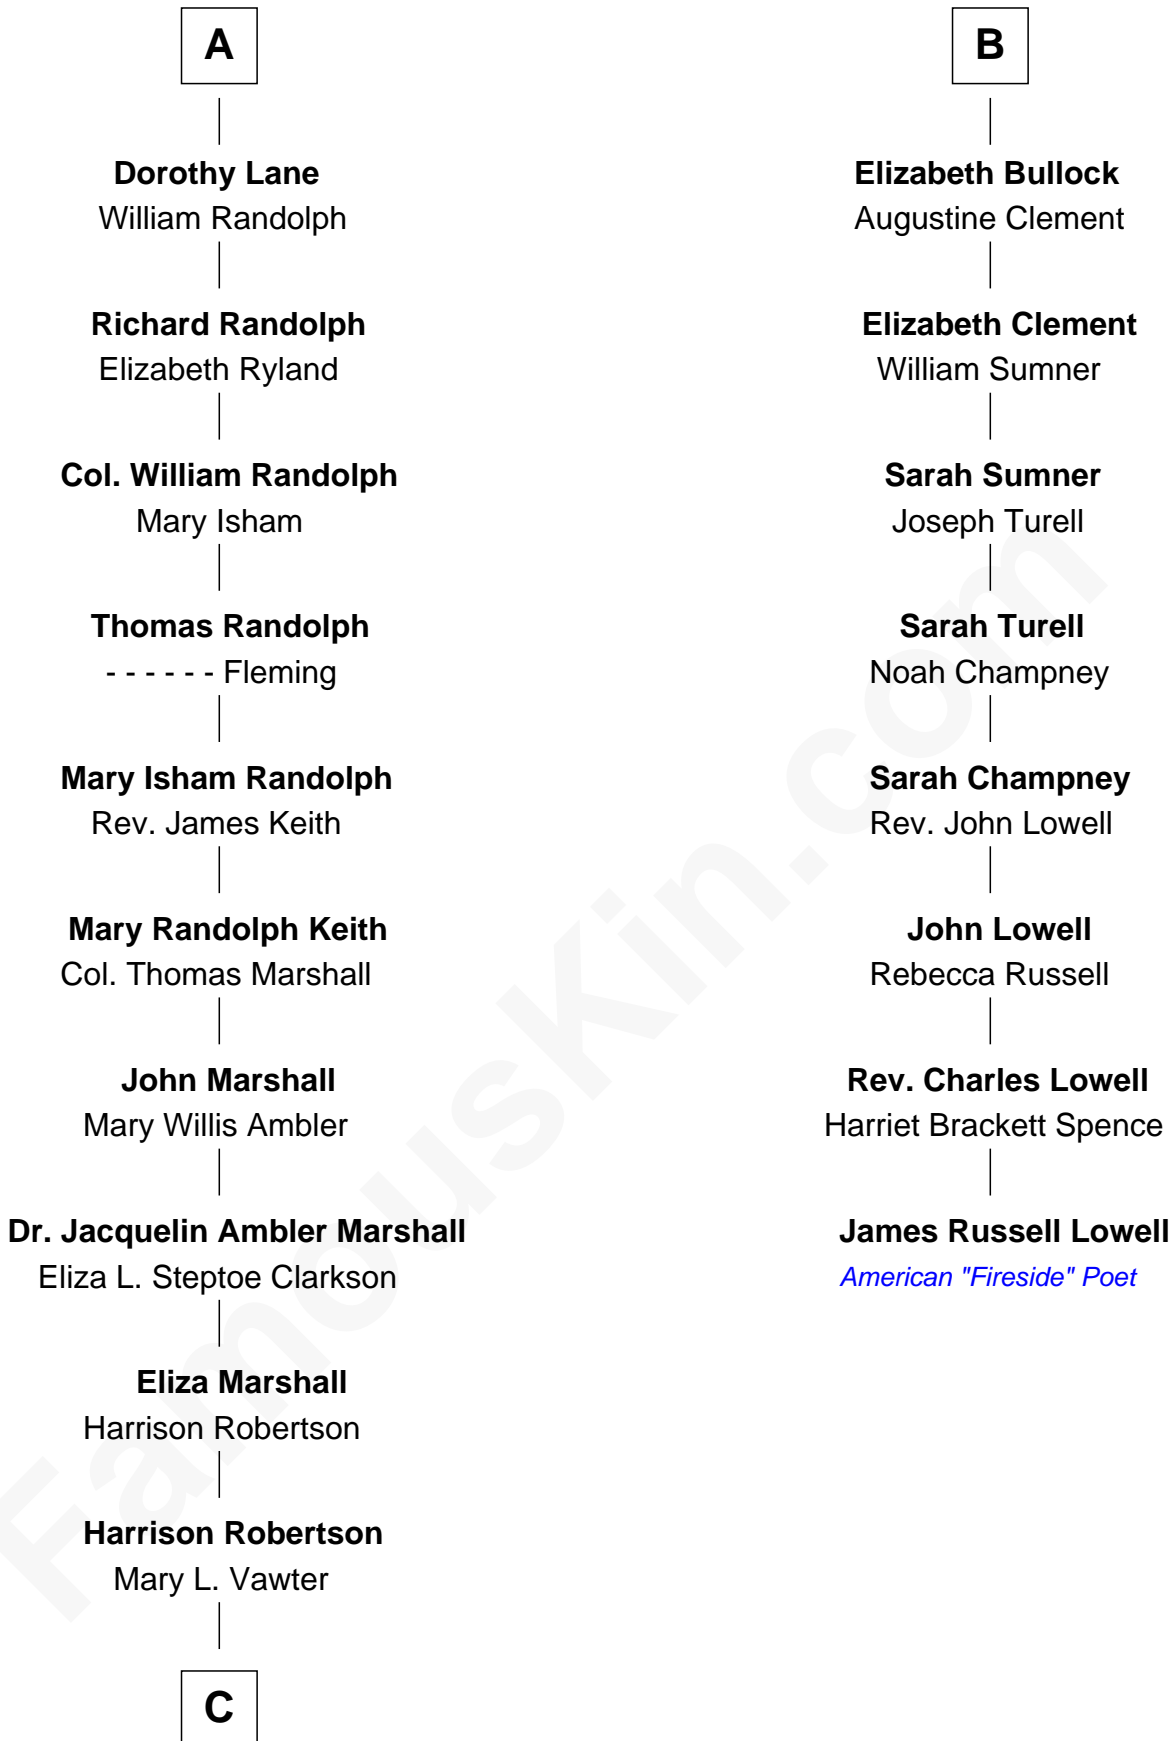 A
Dorothy Lane
William Randolph
Richard Randolph
Elizabeth Ryland
Col. William Randolph
Mary Isham
Thomas Randolph
- - - - - - Fleming
Mary Isham Randolph
Rev. James Keith
Mary Randolph Keith
Col. Thomas Marshall
John Marshall
Mary Willis Ambler
Dr. Jacquelin Ambler Marshall
Eliza L. Steptoe Clarkson
Eliza Marshall
Harrison Robertson
Harrison Robertson
Mary L. Vawter
C
B
Elizabeth Bullock
Augustine Clement
Elizabeth Clement
William Sumner
Sarah Sumner
Joseph Turell
Sarah Turell
Noah Champney
Sarah Champney
Rev. John Lowell
John Lowell
Rebecca Russell
Rev. Charles Lowell
Harriet Brackett Spence
James Russell Lowell
American "Fireside" Poet
FamousKin.com